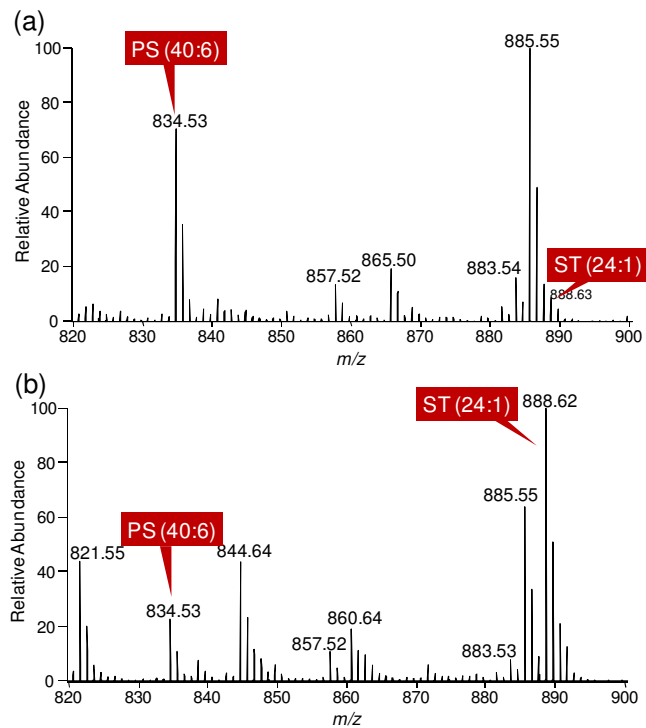 (a)
100
80
60
40
20
0
Relative Abundance
PS (40:6)
834.53
857.52
865.50
883.54
885.55
ST (24:1)
888.63
820 830 840 850 860 870 880 890 900
m/z
(b)
100
80
60
40
20
0
Relative Abundance
821.55
PS (40:6)
834.53
844.64
857.52
860.64
883.53
885.55
ST (24:1)
888.62
820 830 840 850 860 870 880 890 900
m/z